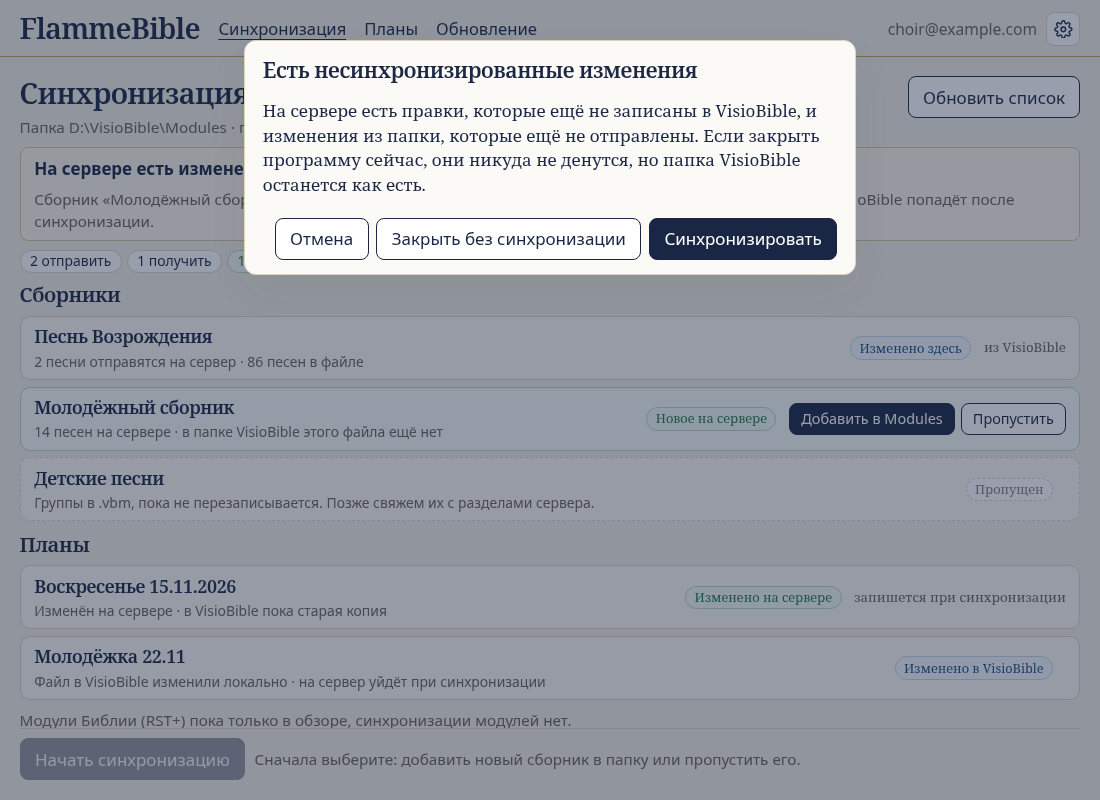 FlammeBible Синхронизация Планы Обновление choir@example.com
Есть несинхронизированные изменения
На сервере есть правки, которые ещё не записаны в VisioBible, и
изменения из папки, которые ещё не отправлены. Если закрыть
программу сейчас, они никуда не денутся, но папка VisioBible
останется как есть.
Отмена Закрыть без синхронизации Синхронизировать
Синхронизация Обновить список
Папка D:\VisioBible\Modules ·
На сервере есть
Сборник
попадёт после
синхронизации.
2 отправить 1 получить
Сборники
Песнь Возрождения
2 песни отправятся на сервер · 86 песен в файле
Изменено здесь из VisioBible
Молодёжный сборник
14 песен на сервере · в папке VisioBible этого файла ещё нет
Новое на сервере Добавить в Modules Пропустить
Детские песни
Группы в .vbm, пока не перезаписывается. Позже свяжем их с разделами сервера.
Пропущен
Планы
Воскресенье 15.11.2026
Изменён на сервере · в VisioBible пока старая копия
Изменено на сервере запишется при синхронизации
Молодёжка 22.11
Файл в VisioBible изменили локально · на сервер уйдёт при синхронизации
Изменено в VisioBible
Модули Библии (RST+) пока только в обзоре, синхронизации модулей нет.
Начать синхронизацию Сначала выберите: добавить новый сборник в папку или пропустить его.